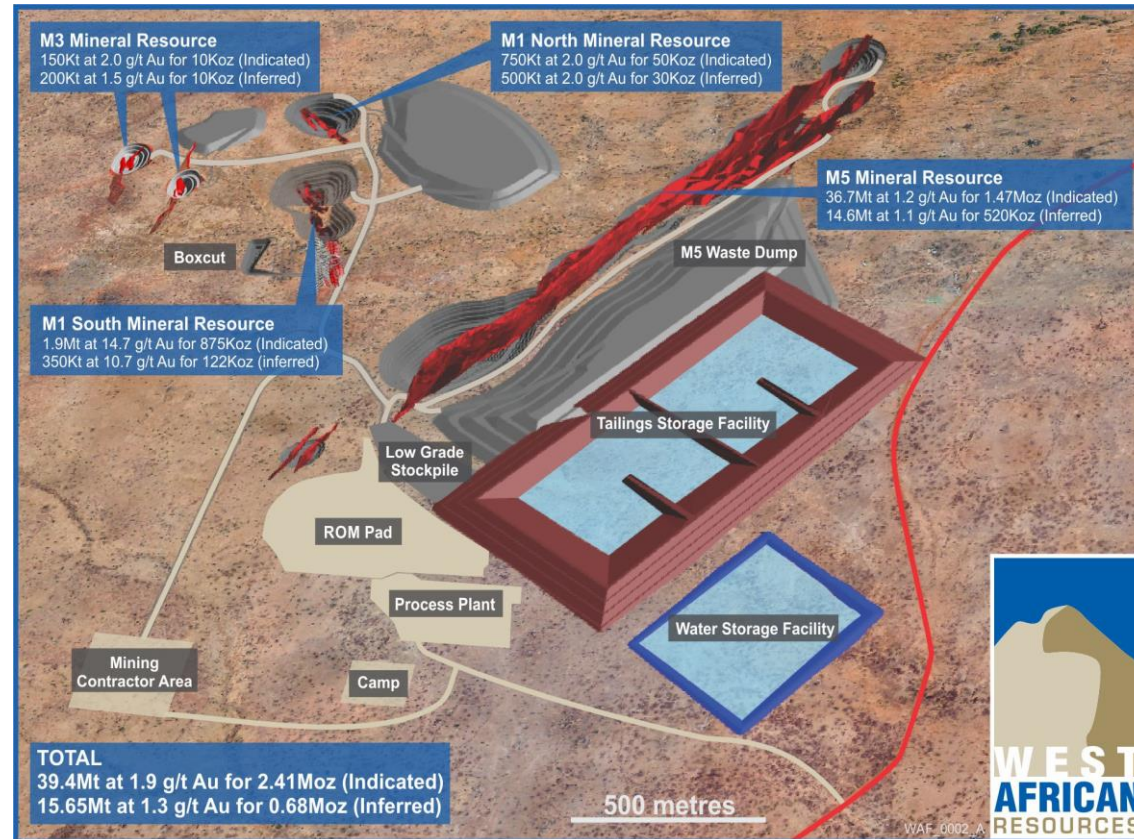 M3 Mineral Resource
150Kt at 2.0 g/t Au for 10Koz (Indicated)
200Kt at 1.5 g/t Au for 10Koz (Inferred)
M1 North Mineral Resource
750Kt at 2.0 g/t Au for 50Koz (Indicated)
500Kt at 2.0 g/t Au for 30Koz (Inferred)
M5 Mineral Resource
36.7Mt at 1.2 g/t Au for 1.47Moz (Indicated)
14.6Mt at 1.1 g/t Au for 520Koz (Inferred)
Boxcut
M5 Waste Dump
M1 South Mineral Resource
1.9Mt at 14.7 g/t Au for 875Koz (Indicated)
350Kt at 10.7 g/t Au for 122Koz (inferred)
Tailings Storage Facility
Low Grade
Stockpile
ROM Pad
Process Plant
Water Storage Facility
Mining
Contractor Area
Camp
TOTAL
39.4Mt at 1.9 g/t Au for 2.41Moz (Indicated)
15.65Mt at 1.3 g/t Au for 0.68Moz (Inferred)
500 metres
WAF_0002_A
WEST
AFRICAN
RESOURCES